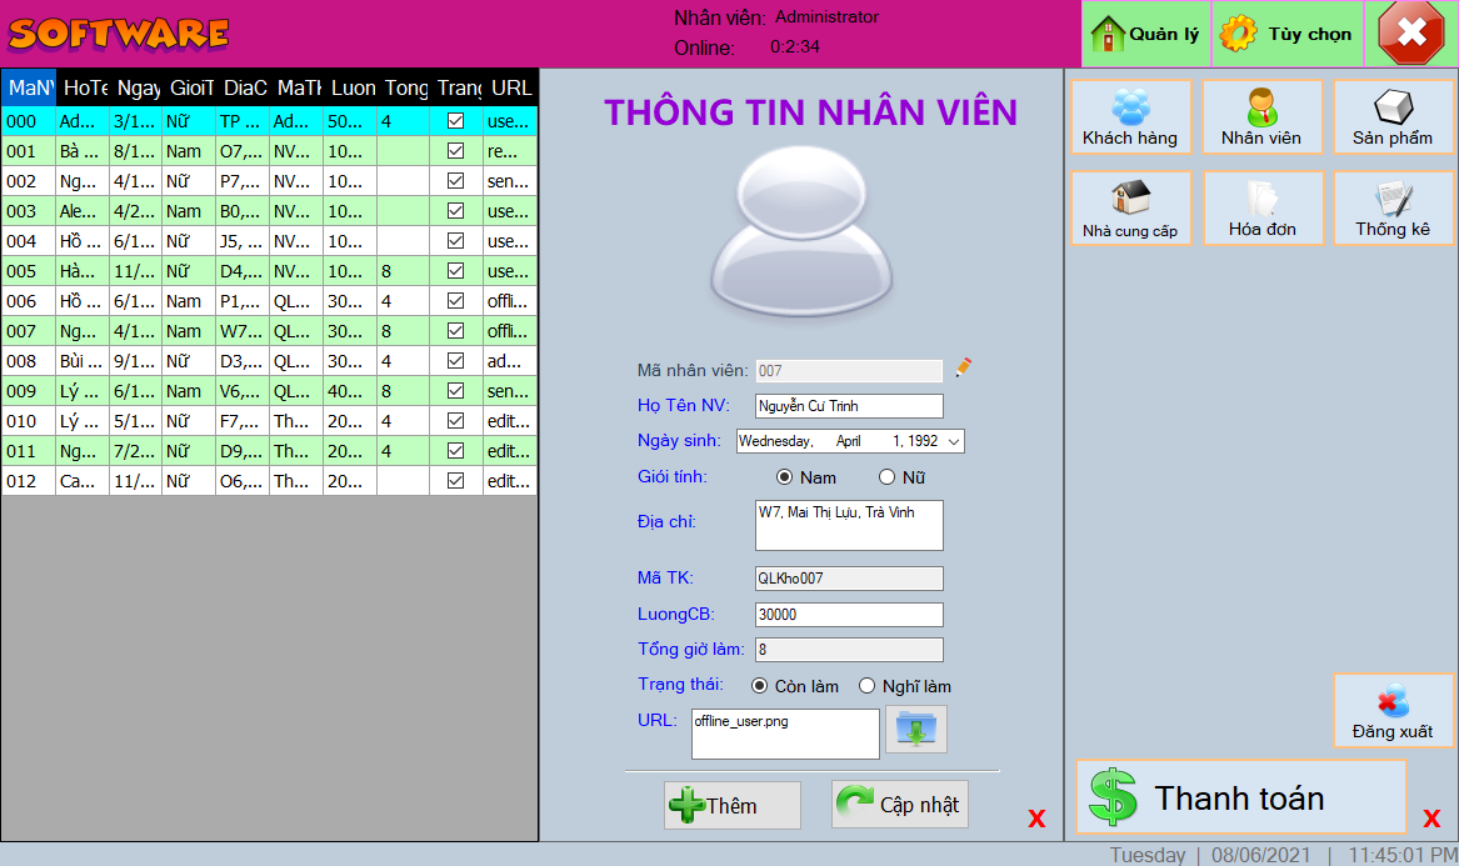 SOFTWARE
Nhân viên: Administrator
Online: 0:2:34
Quản lý
Tùy chọn
MaN HoTe Ngay GioiT DiaC MaTK Luon Tong Tran URL
000 Ad... 3/1... Nữ TP ... Ad... 50... 4 use...
001 Bà ... 8/1... Nam O7,... NV... 10... re...
002 Ng... 4/1... Nữ P7,... NV... 10... sen...
003 Ale... 4/2... Nam B0,... NV... 10... use...
004 Hồ ... 6/1... Nữ J5, ... NV... 10... use...
005 Hà... 11/... Nữ D4,... NV... 10... 8 use...
006 Hồ ... 6/1... Nam P1,... QL... 30... 4 offli...
007 Ng... 4/1... Nam W7... QL... 30... 8 offli...
008 Bùi ... 9/1... Nữ D3,... QL... 30... 4 ad...
009 Lý ... 6/1... Nam V6,... QL... 40... 8 sen...
010 Lý ... 5/1... Nữ F7,... Th... 20... 4 edit...
011 Ng... 7/2... Nữ D9,... Th... 20... 4 edit...
012 Ca... 11/... Nữ O6,... Th... 20... edit...
THÔNG TIN NHÂN VIÊN
Mã nhân viên: 007
Họ Tên NV: Nguyễn Cư Trinh
Ngày sinh: Wednesday, April 1, 1992
Giói tính: Nam Nữ
Địa chỉ: W7, Mai Thị Lựu, Trà Vinh
Mã TK: QLKho007
LuongCB: 30000
Tổng giờ làm: 8
Trạng thái: Còn làm Nghĩ làm
URL: offline_user.png
Thêm
Cập nhật
X
Khách hàng
Nhân viên
Sản phẩm
Nhà cung cấp
Hóa đơn
Thống kê
Đăng xuất
Thanh toán
X
Tuesday | 08/06/2021 | 11:45:01 PM